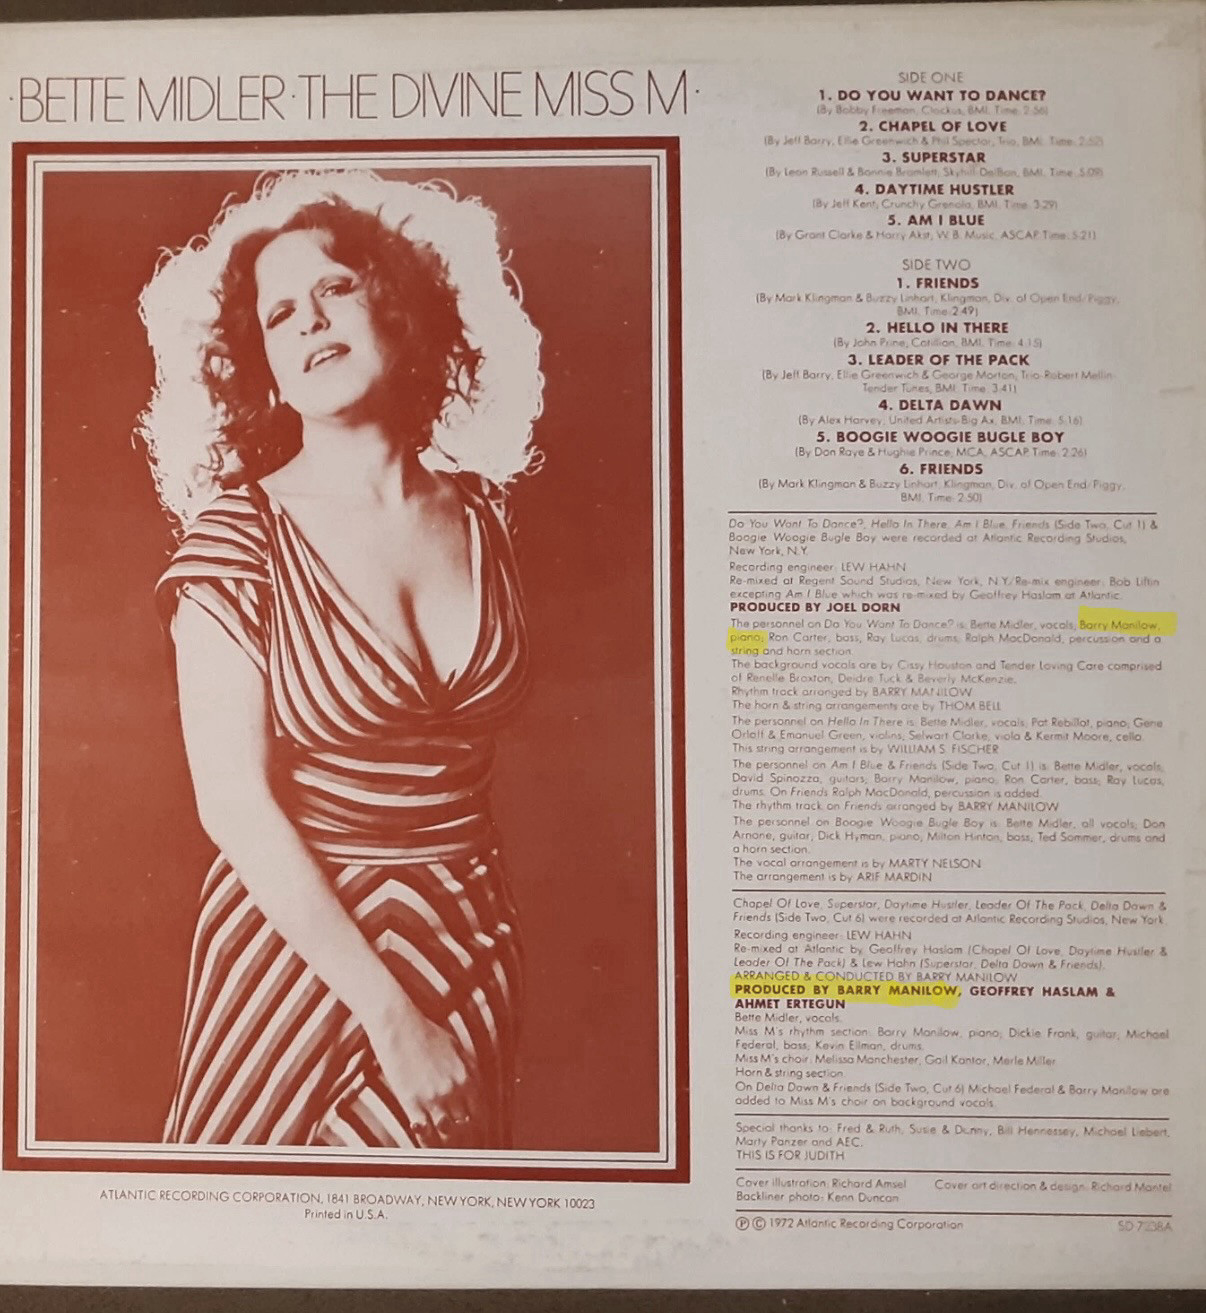 ·BETTE MIDLER·THE DIVINE MISS M·
SIDE ONE
1. DO YOU WANT TO DANCE?
(By Bobby Freeman, Clockus, BMI. Time: 2:56)
2. CHAPEL OF LOVE
(By Jeff Barry, Ellie Greenwich & Phil Spector, Trio, BMI. Time:
3. SUPERSTAR
(By Leon Russell & Bonnie Bramlett, Skyhill-Delbon, BMI. Time: 5:09)
4. DAYTIME HUSTLER
(By Jeff Kent, Crunchy Granola, BMI. Time: 3:29)
5. AM I BLUE
(By Grant Clarke & Harry Akst, W. B. Music, ASCAP. Time: 5:21)
SIDE TWO
1. FRIENDS
(By Mark Klingman & Buzzy Linhart, Klingman, Div. of Open End/Piggy,
BMI. Time: 2:49)
2. HELLO IN THERE
(By John Prine, Cotillion, BMI. Time: 4:15)
3. LEADER OF THE PACK
(By Jeff Barry, Ellie Greenwich & George Morton, Trio-Robert Mellin-
Tender Tunes, BMI. Time: 3:41)
4. DELTA DAWN
(By Alex Harvey, United Artists-Big Ax, BMI. Time: 5:16)
5. BOOGIE WOOGIE BUGLE BOY
(By Don Raye & Hughie Prince, MCA, ASCAP. Time: 2:26)
6. FRIENDS
(By Mark Klingman & Buzzy Linhart, Klingman, Div. of Open End/Piggy,
BMI. Time: 2:50)
Do You Want To Dance?, Hello In There, Am I Blue, Friends (Side Two, Cut 1) &
Boogie Woogie Bugle Boy were recorded at Atlantic Recording Studios,
New York, N.Y.
Recording engineer: LEW HAHN
Re-mixed at Regent Sound Studios, New York, N.Y./Re-mix engineer: Bob Liftin
excepting Am I Blue which was re-mixed by Geoffrey Haslam at Atlantic.
PRODUCED BY JOEL DORN
The personnel on Do You Want To Dance? is: Bette Midler, vocals; Barry Manilow,
piano; Ron Carter, bass; Ray Lucas, drums; Ralph MacDonald, percussion and a
string and horn section.
The background vocals are by Cissy Houston and Tender Loving Care comprised
of Renelle Broxton, Deidre Tuck & Beverly McKenzie.
Rhythm track arranged by BARRY MANILOW
The horn & string arrangements are by THOM BELL
The personnel on Hello In There is: Bette Midler, vocals; Pat Rebillot, piano; Gene
Orloff & Emanuel Green, violins; Selwart Clarke, viola & Kermit Moore, cello.
This string arrangement is by WILLIAM S. FISCHER
The personnel on Am I Blue & Friends (Side Two, Cut 1) is: Bette Midler, vocals;
David Spinozza, guitars; Barry Manilow, piano; Ron Carter, bass; Ray Lucas,
drums. On Friends Ralph MacDonald, percussion is added.
The rhythm track on Friends arranged by BARRY MANILOW
The personnel on Boogie Woogie Bugle Boy is: Bette Midler, all vocals; Don
Arnone, guitar; Dick Hyman, piano; Milton Hinton, bass; Ted Sommer, drums and
a horn section.
The vocal arrangement is by MARTY NELSON
The arrangement is by ARIF MARDIN
Chapel Of Love, Superstar, Daytime Hustler, Leader Of The Pack, Delta Dawn &
Friends (Side Two, Cut 6) were recorded at Atlantic Recording Studios, New York.
Recording engineer: LEW HAHN
Re-mixed at Atlantic by Geoffrey Haslam (Chapel Of Love, Daytime Hustler &
Leader Of The Pack) & Lew Hahn (Superstar, Delta Dawn & Friends).
ARRANGED & CONDUCTED BY BARRY MANILOW
PRODUCED BY BARRY MANILOW, GEOFFREY HASLAM &
AHMET ERTEGUN
Bette Midler, vocals.
Miss M's rhythm section: Barry Manilow, piano; Dickie Frank, guitar; Michael
Federal, bass; Kevin Ellman, drums.
Miss M's choir: Melissa Manchester, Gail Kantor, Merle Miller
Horn & string section.
On Delta Dawn & Friends (Side Two, Cut 6) Michael Federal & Barry Manilow are
added to Miss M's choir on background vocals.
Special thanks to: Fred & Ruth, Susie & Danny, Bill Hennessey, Michael Liebert,
Marty Panzer and AEC.
THIS IS FOR JUDITH
Cover illustration: Richard Amsel Cover art direction & design: Richard Mantel
Backliner photo: Kenn Duncan
Ⓟ © 1972 Atlantic Recording Corporation
ATLANTIC RECORDING CORPORATION, 1841 BROADWAY, NEW YORK, NEW YORK 10023
Printed in U.S.A.